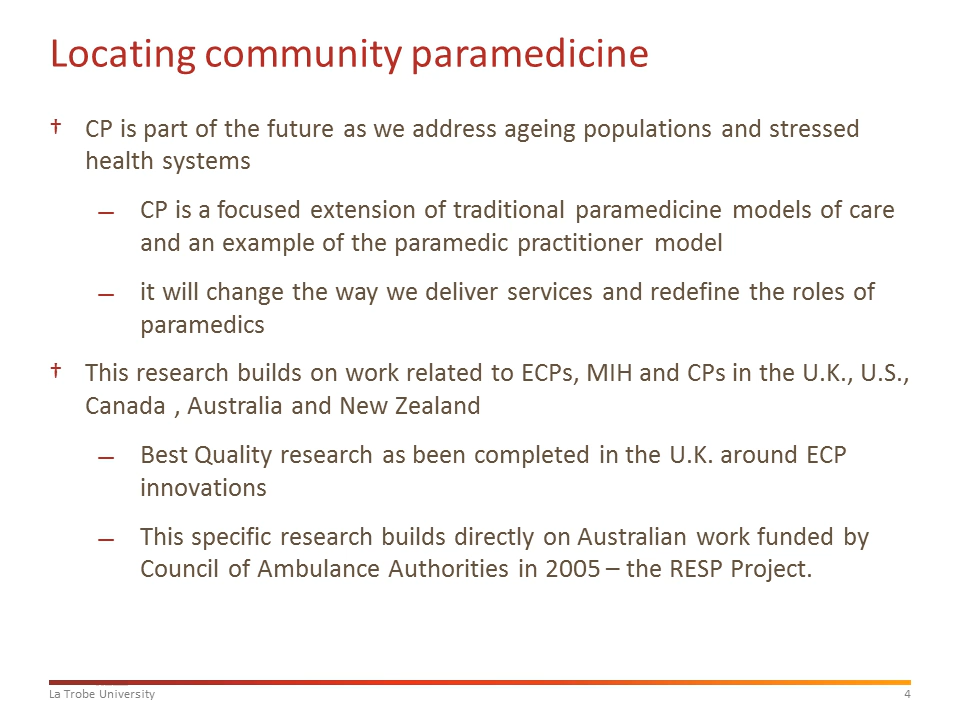 Locating community paramedicine
† CP is part of the future as we address ageing populations and stressed
health systems
— CP is a focused extension of traditional paramedicine models of care
and an example of the paramedic practitioner model
— it will change the way we deliver services and redefine the roles of
paramedics
† This research builds on work related to ECPs, MIH and CPs in the U.K., U.S.,
Canada , Australia and New Zealand
— Best Quality research as been completed in the U.K. around ECP
innovations
— This specific research builds directly on Australian work funded by
Council of Ambulance Authorities in 2005 – the RESP Project.
La Trobe University 4